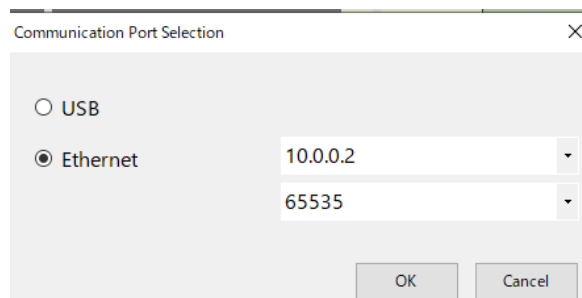 Communication Port Selection
USB
Ethernet
10.0.0.2
65535
OK
Cancel